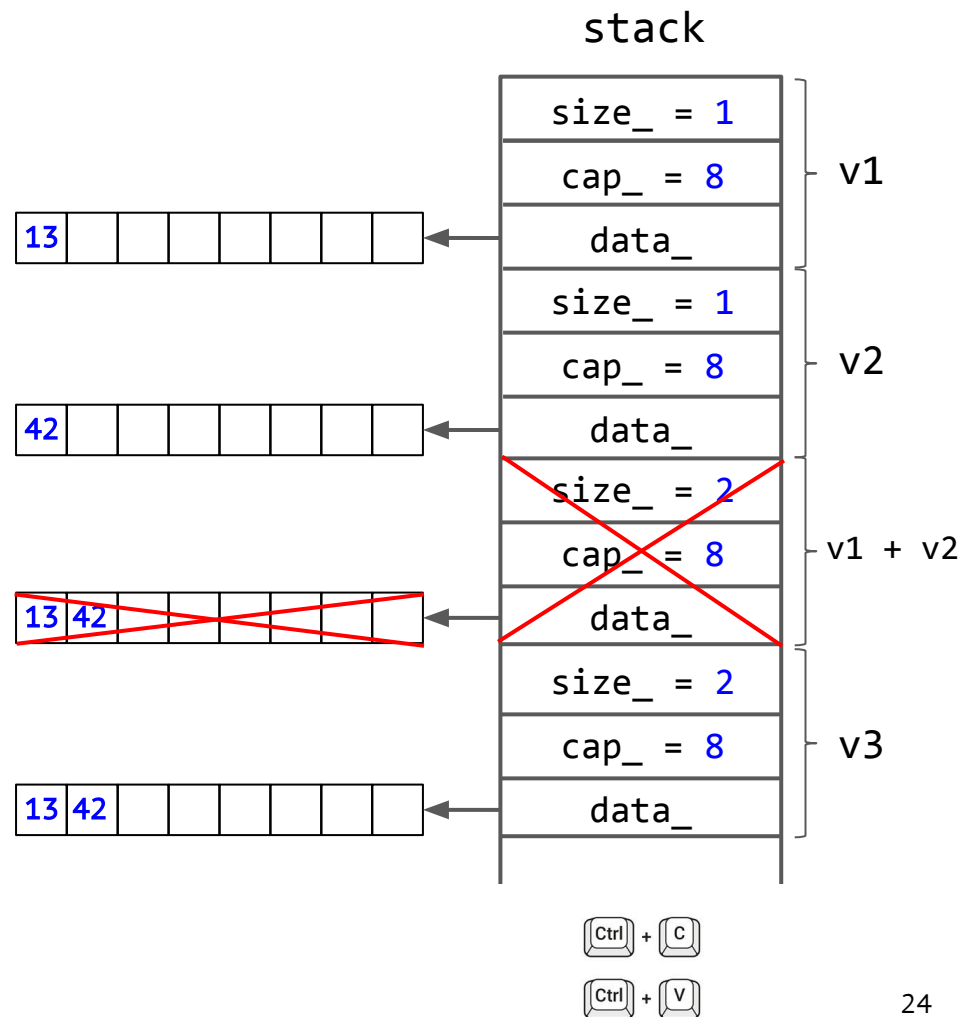 stack
size_ = 1
cap_ = 8
v1
13
data_
size_ = 1
cap_ = 8
v2
42
data_
size_ = 2
cap_ = 8
v1 + v2
13 42
data_
size_ = 2
cap_ = 8
v3
13 42
data_
Ctrl + C
Ctrl + V
24